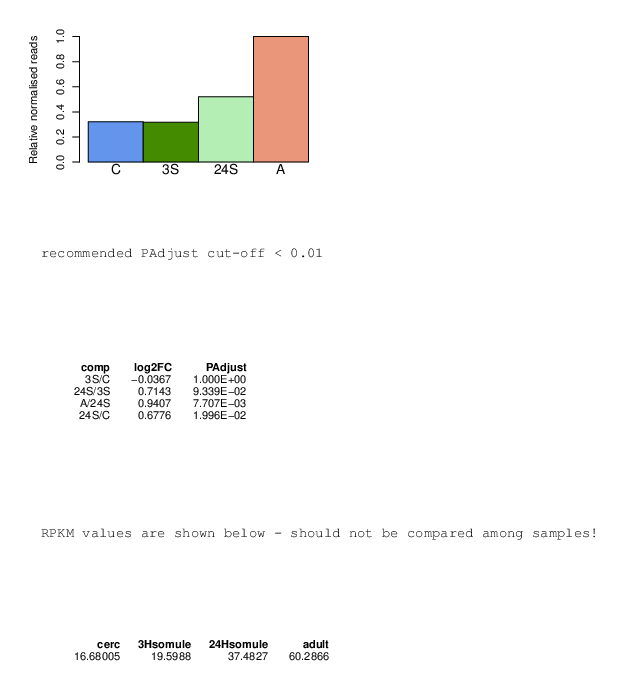 Relative normalised reads
1.0
0.8
0.6
0.4
0.2
0.0
C 3S 24S A
recommended PAdjust cut-off < 0.01
comp log2FC PAdjust
3S/C −0.0367 1.000E+00
24S/3S 0.7143 9.339E−02
A/24S 0.9407 7.707E−03
24S/C 0.6776 1.996E−02
RPKM values are shown below - should not be compared among samples!
cerc 3Hsomule 24Hsomule adult
16.68005 19.5988 37.4827 60.2866